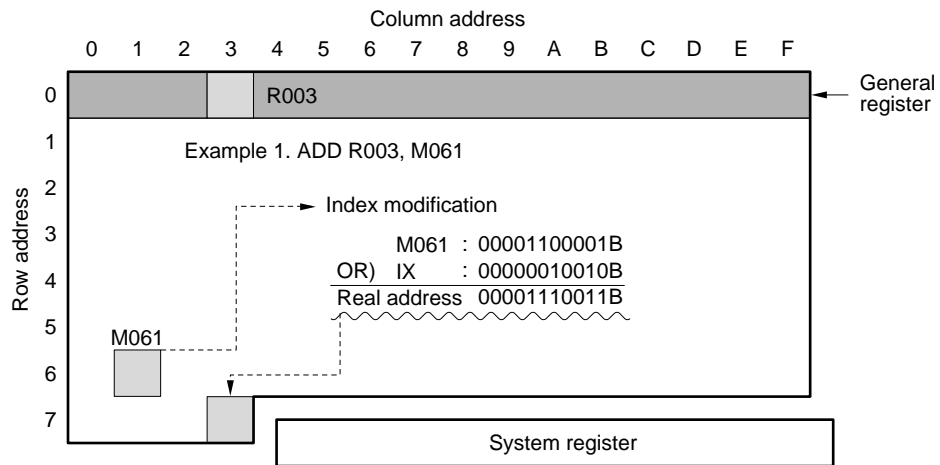 Column address
0 1 2 3 4 5 6 7 8 9 A B C D E F
0 R003
General
register
1
Example 1. ADD R003, M061
2
Index modification
3
M061 : 00001100001B
4
OR) IX : 00000010010B
Real address 00001110011B
5
M061
6
7
System register
Row address